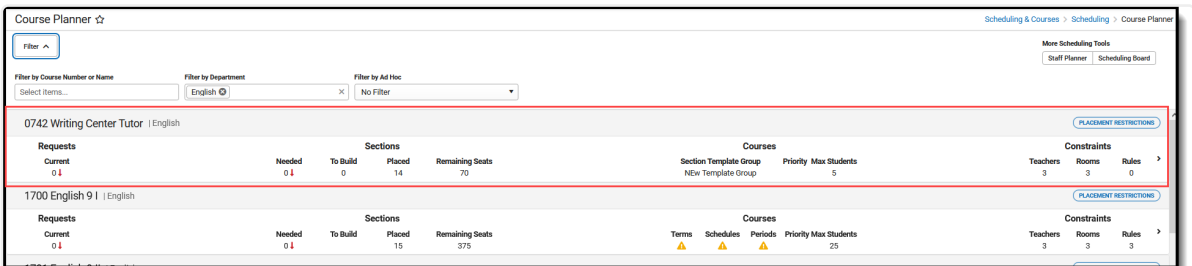 Course Planner
Scheduling & Courses > Scheduling > Course Planner
Filter
More Scheduling Tools
Staff Planner Scheduling Board
Filter by Course Number or Name Filter by Department Filter by Ad Hoc
Select items... English No Filter
0742 Writing Center Tutor | English PLACEMENT RESTRICTIONS
Requests Sections Courses Constraints
Current Needed To Build Placed Remaining Seats Section Template Group Priority Max Students Teachers Rooms Rules
0 0 0 14 70 NEw Template Group 5 3 3 0
1700 English 9 I | English PLACEMENT RESTRICTIONS
Requests Sections Courses Constraints
Current Needed To Build Placed Remaining Seats Terms Schedules Periods Priority Max Students Teachers Rooms Rules
0 0 15 375 25 3 3 3